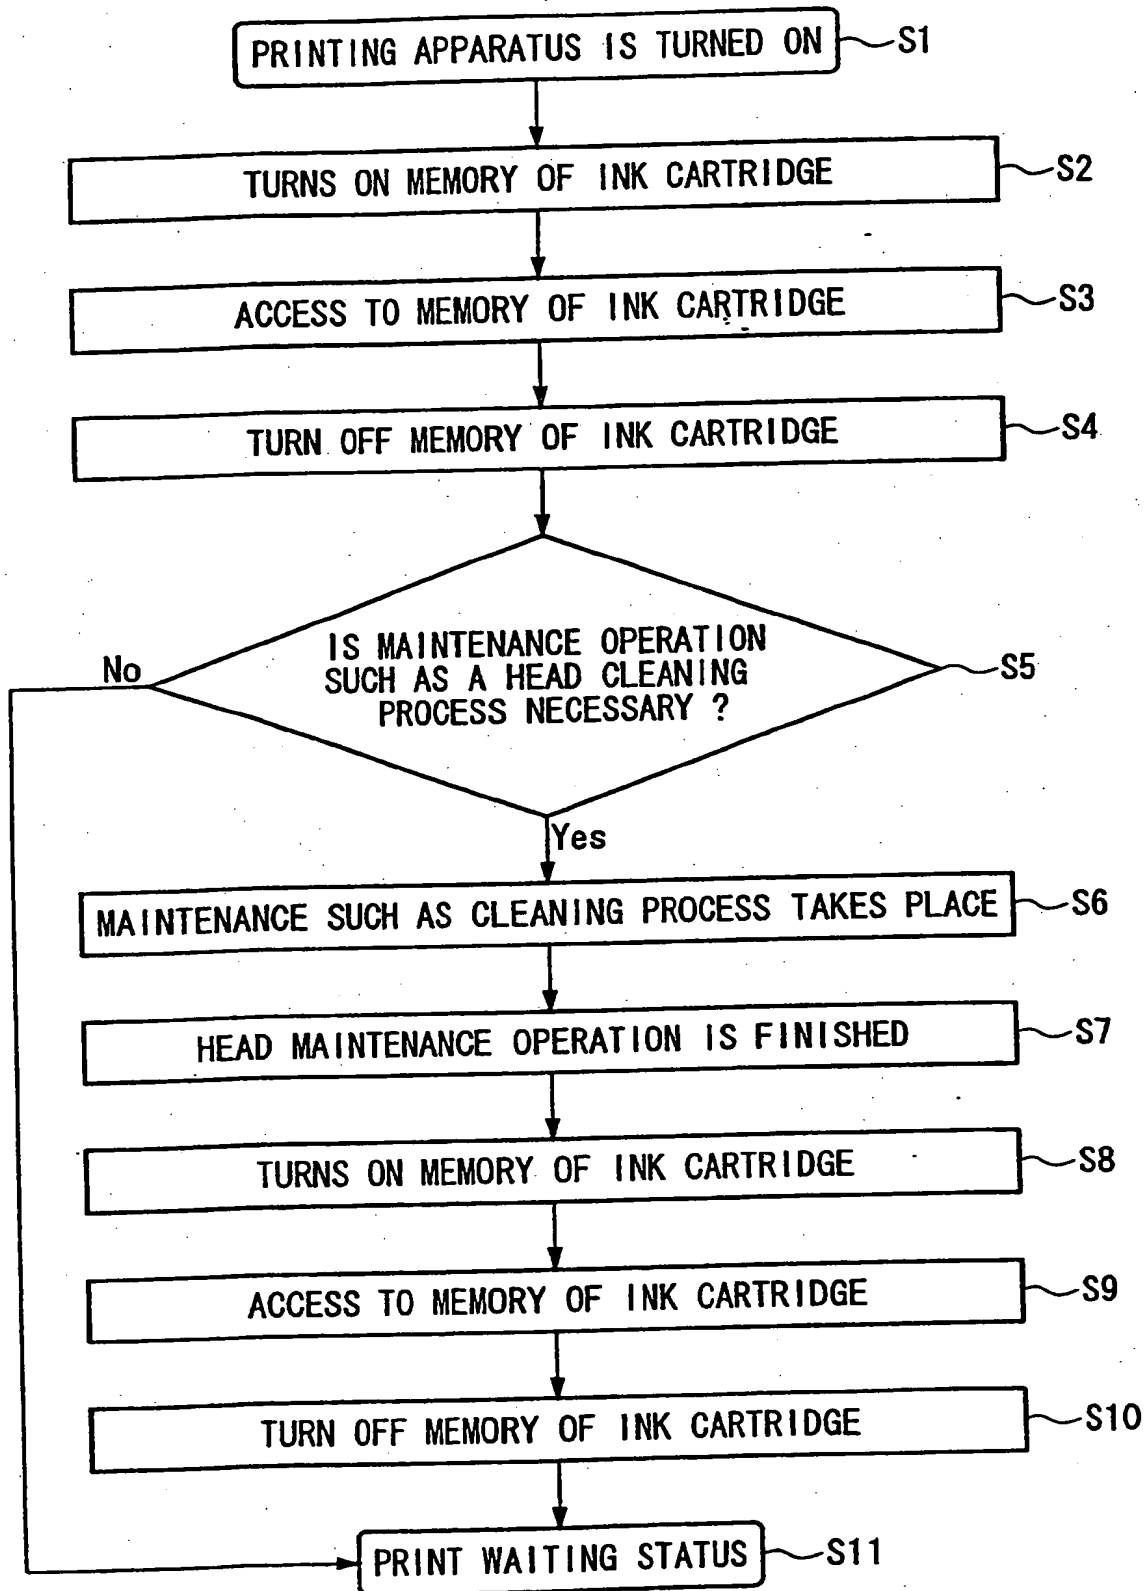 PRINTING APPARATUS IS TURNED ON S1
TURNS ON MEMORY OF INK CARTRIDGE S2
ACCESS TO MEMORY OF INK CARTRIDGE S3
TURN OFF MEMORY OF INK CARTRIDGE S4
IS MAINTENANCE OPERATION
SUCH AS A HEAD CLEANING
PROCESS NECESSARY ?
S5
No
Yes
MAINTENANCE SUCH AS CLEANING PROCESS TAKES PLACE S6
HEAD MAINTENANCE OPERATION IS FINISHED S7
TURNS ON MEMORY OF INK CARTRIDGE S8
ACCESS TO MEMORY OF INK CARTRIDGE S9
TURN OFF MEMORY OF INK CARTRIDGE S10
PRINT WAITING STATUS S11